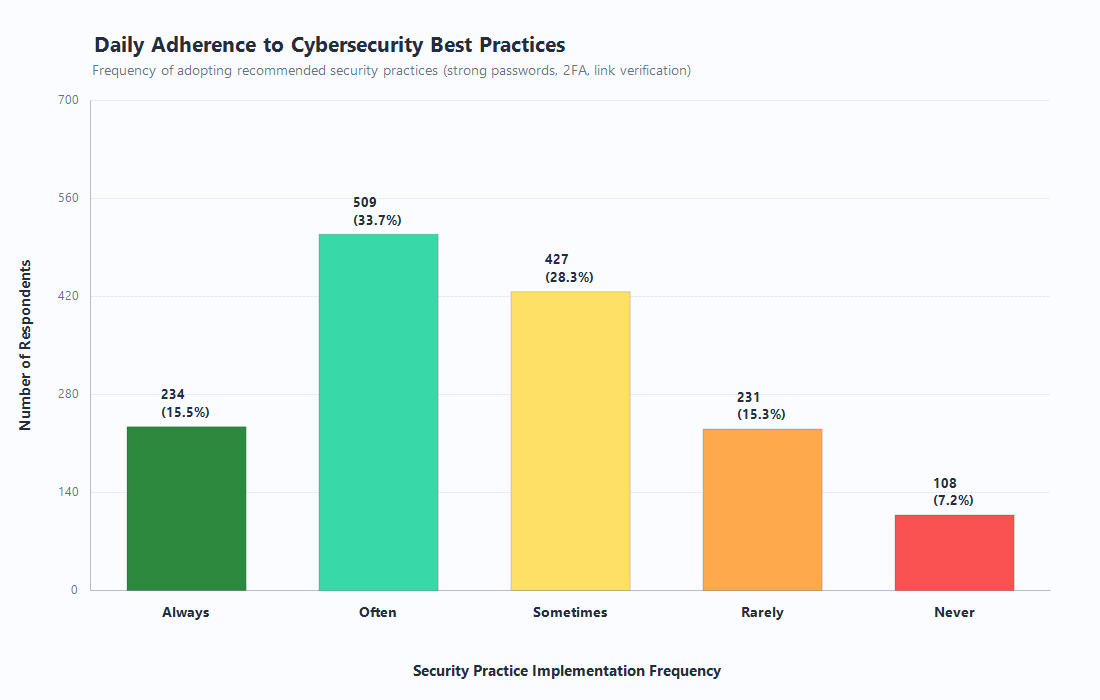 Daily Adherence to Cybersecurity Best Practices
Frequency of adopting recommended security practices (strong passwords, 2FA, link verification)
700
560
420
280
140
0
Number of Respondents
234
(15.5%)
509
(33.7%)
427
(28.3%)
231
(15.3%)
108
(7.2%)
Always
Often
Sometimes
Rarely
Never
Security Practice Implementation Frequency